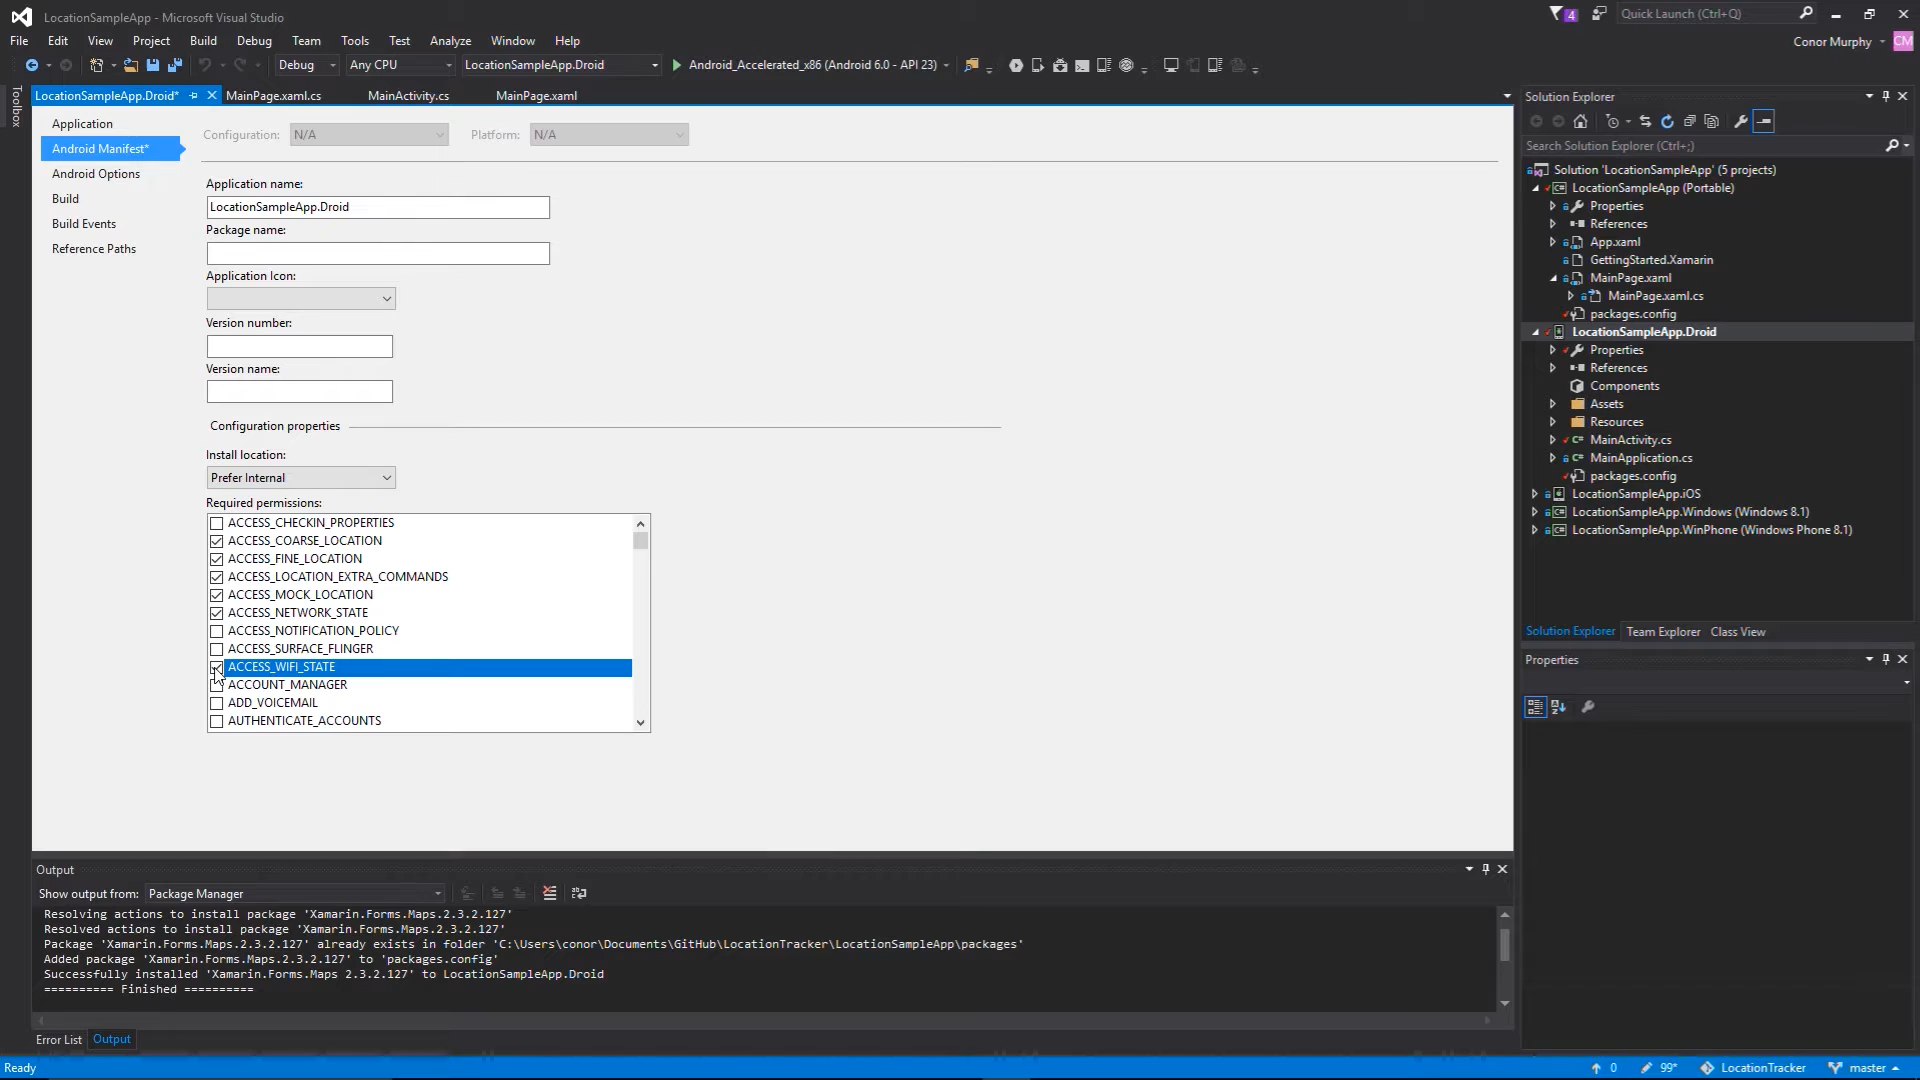 LocationSampleApp - Microsoft Visual Studio
4
Quick Launch (Ctrl+Q)
File Edit View Project Build Debug Team Tools Test Analyze Window Help
Conor Murphy CM
Debug Any CPU LocationSampleApp.Droid Android_Accelerated_x86 (Android 6.0 - API 23)
Toolbox
LocationSampleApp.Droid* MainPage.xaml.cs MainActivity.cs MainPage.xaml
Application
Android Manifest*
Android Options
Build
Build Events
Reference Paths
Configuration: N/A Platform: N/A
Application name:
LocationSampleApp.Droid
Package name:
Application Icon:
Version number:
Version name:
Configuration properties
Install location:
Prefer Internal
Required permissions:
ACCESS_CHECKIN_PROPERTIES
ACCESS_COARSE_LOCATION
ACCESS_FINE_LOCATION
ACCESS_LOCATION_EXTRA_COMMANDS
ACCESS_MOCK_LOCATION
ACCESS_NETWORK_STATE
ACCESS_NOTIFICATION_POLICY
ACCESS_SURFACE_FLINGER
ACCESS_WIFI_STATE
ACCOUNT_MANAGER
ADD_VOICEMAIL
AUTHENTICATE_ACCOUNTS
Solution Explorer
Search Solution Explorer (Ctrl+;)
Solution 'LocationSampleApp' (5 projects)
LocationSampleApp (Portable)
Properties
References
App.xaml
GettingStarted.Xamarin
MainPage.xaml
MainPage.xaml.cs
packages.config
LocationSampleApp.Droid
Properties
References
Components
Assets
Resources
MainActivity.cs
MainApplication.cs
packages.config
LocationSampleApp.iOS
LocationSampleApp.Windows (Windows 8.1)
LocationSampleApp.WinPhone (Windows Phone 8.1)
Solution Explorer Team Explorer Class View
Properties
Output
Show output from: Package Manager
Resolving actions to install package 'Xamarin.Forms.Maps.2.3.2.127'
Resolved actions to install package 'Xamarin.Forms.Maps.2.3.2.127'
Package 'Xamarin.Forms.Maps.2.3.2.127' already exists in folder 'C:\Users\conor\Documents\GitHub\LocationTracker\LocationSampleApp\packages'
Added package 'Xamarin.Forms.Maps.2.3.2.127' to 'packages.config'
Successfully installed 'Xamarin.Forms.Maps 2.3.2.127' to LocationSampleApp.Droid
========== Finished ==========
Error List Output
Ready
0 99* LocationTracker master